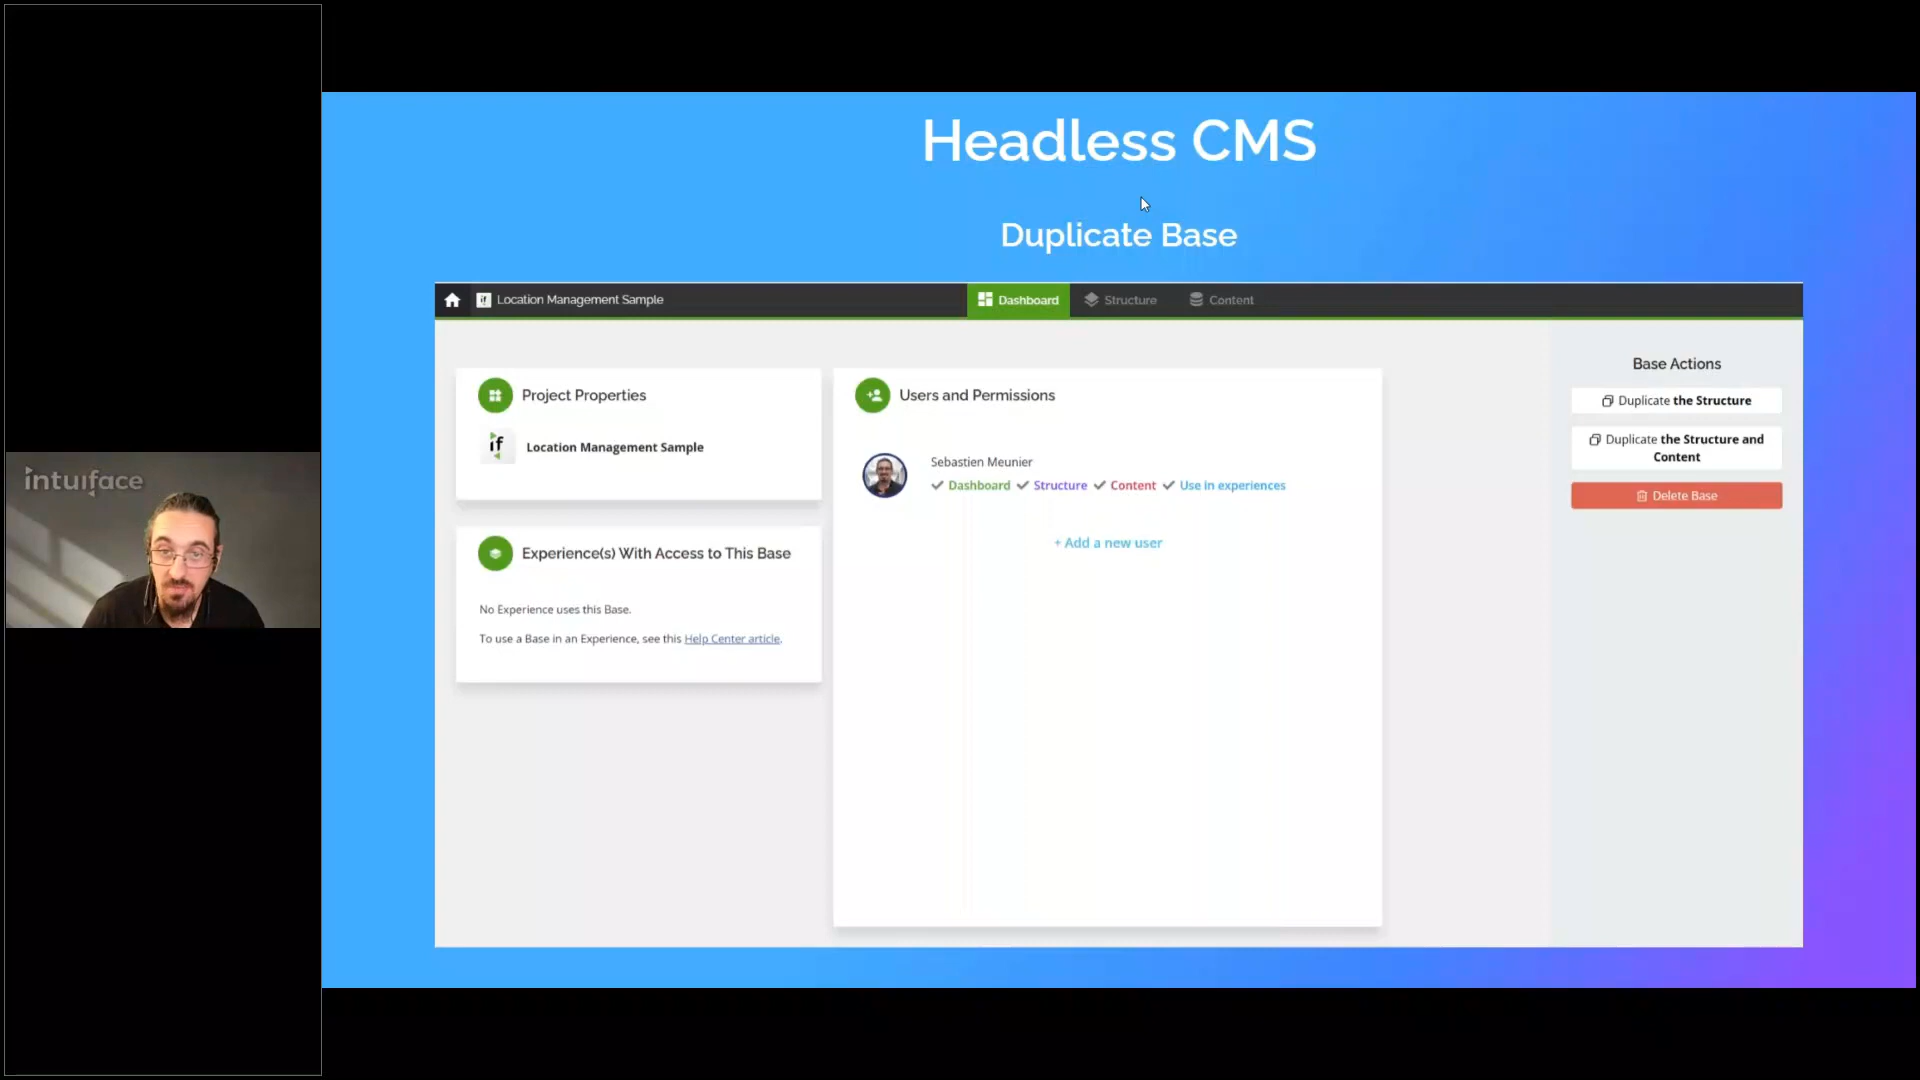 Headless CMS
Duplicate Base
if Location Management Sample
Dashboard
Structure
Content
Project Properties
if Location Management Sample
Experience(s) With Access to This Base
No Experience uses this Base.
To use a Base in an Experience, see this Help Center article.
Users and Permissions
Sebastien Meunier
Dashboard Structure Content Use in experiences
+ Add a new user
Base Actions
Duplicate the Structure
Duplicate the Structure and
Content
Delete Base
intuiface